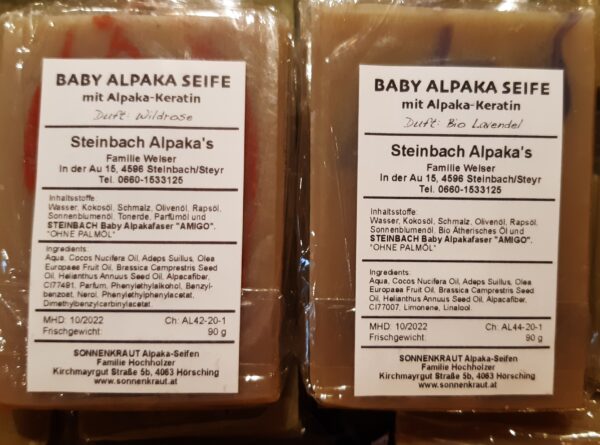 BABY ALPAKA SEIFE
mit Alpaka-Keratin
Duft: Wildrose
Steinbach Alpaka's
Familie Weiser
In der Au 15, 4596 Steinbach/Steyr
Tel. 0660-1533125
Inhaltsstoffe:
Wasser, Kokosöl, Schmalz, Olivenöl, Rapsöl,
Sonnenblumenöl, Tonerde, Parfümöl und
STEINBACH Baby Alpakafaser "AMIGO".
"OHNE PALMÖL"
Ingredients:
Aqua, Cocos Nucifera Oil, Adeps Suillus, Olea
Europaea Fruit Oil, Brassica Camprestris Seed
Oil, Helianthus Annuus Seed Oil, Alpacafiber,
CI77491, Parfum, Phenylethylalkohol, Benzyl-
benzoat, Nerol, Phenylethylphenylacetat,
Dimethylbenzylcarbinylacetat.
MHD: 10/2022 Ch: AL42-20-1
Frischgewicht: 90 g
SONNENKRAUT Alpaka-Seifen
Familie Hochholzer
Kirchmayrgut Straße 5b, 4063 Hörsching
www.sonnenkraut.at
BABY ALPAKA SEIFE
mit Alpaka-Keratin
Duft: Bio Lavendel
Steinbach Alpaka's
Familie Weiser
In der Au 15, 4596 Steinbach/Steyr
Tel. 0660-1533125
Inhaltsstoffe:
Wasser, Kokosöl, Schmalz, Olivenöl, Rapsöl,
Sonnenblumenöl, Bio Ätherisches Öl und
STEINBACH Baby Alpakafaser "AMIGO".
"OHNE PALMÖL"
Ingredients:
Aqua, Cocos Nucifera Oil, Adeps Suillus, Olea
Europaea Fruit Oil, Brassica Camprestris Seed
Oil, Helianthus Annuus Seed Oil, Alpacafiber,
CI77007, Limonene, Linalool
MHD: 10/2022 Ch: AL44-20-1
Frischgewicht: 90 g
SONNENKRAUT Alpaka-Seifen
Familie Hochholzer
Kirchmayrgut Straße 5b, 4063 Hörsching
www.sonnenkraut.at